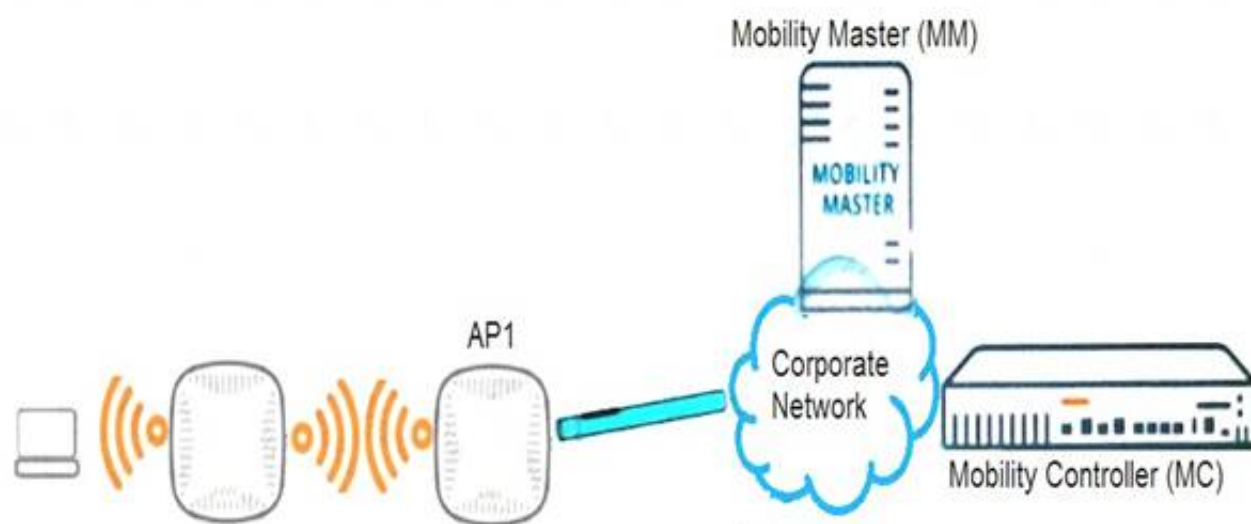 Mobility Master (MM)
MOBILITY
MASTER
AP1
Corporate
Network
Mobility Controller (MC)